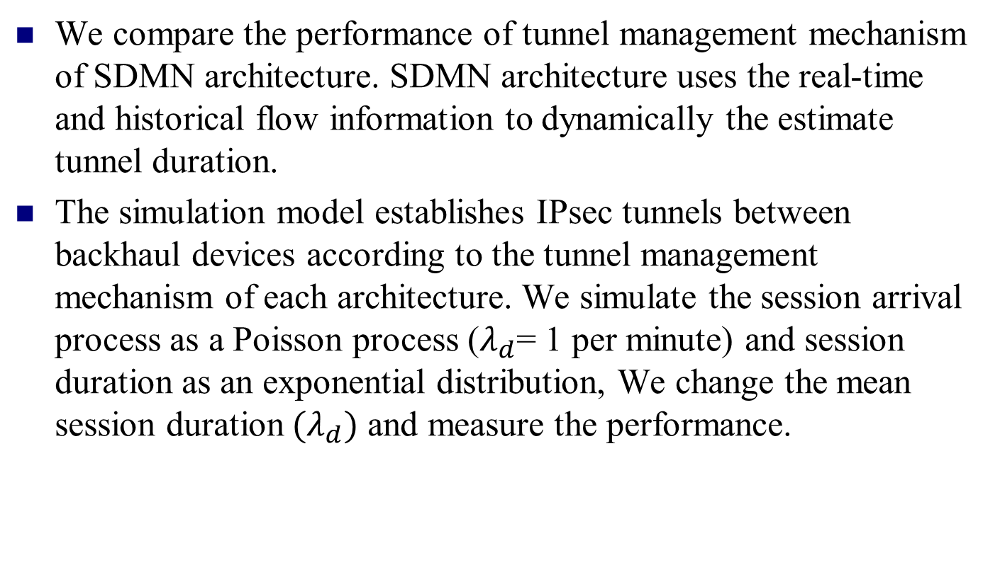 ■ We compare the performance of tunnel management mechanism
of SDMN architecture. SDMN architecture uses the real-time
and historical flow information to dynamically the estimate
tunnel duration.
■ The simulation model establishes IPsec tunnels between
backhaul devices according to the tunnel management
mechanism of each architecture. We simulate the session arrival
process as a Poisson process (𝜆𝑑= 1 per minute) and session
duration as an exponential distribution, We change the mean
session duration (𝜆𝑑) and measure the performance.